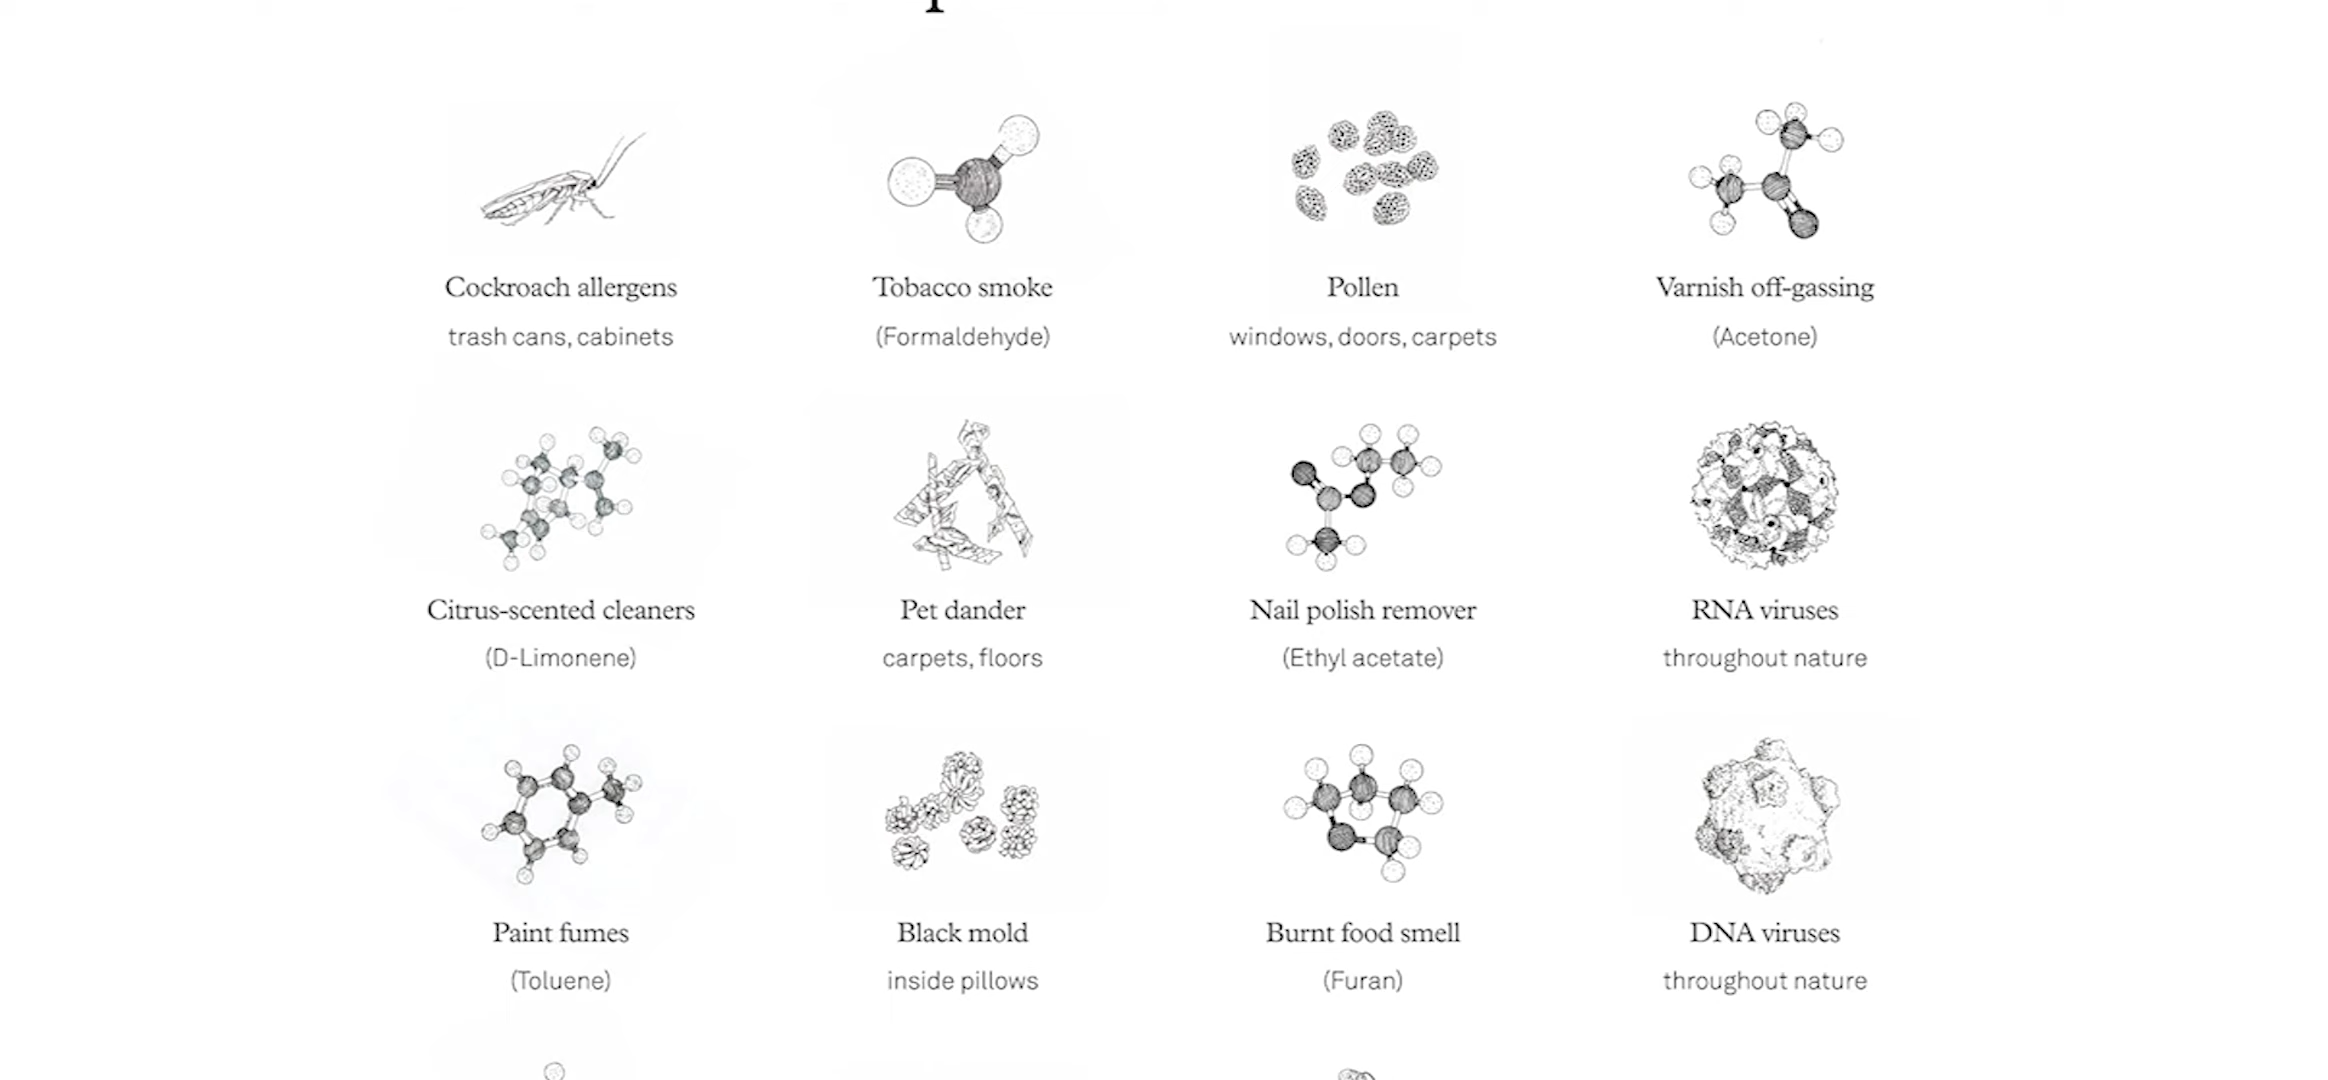 Cockroach allergens
trash cans, cabinets
Tobacco smoke
(Formaldehyde)
Pollen
windows, doors, carpets
Varnish off-gassing
(Acetone)
Citrus-scented cleaners
(D-Limonene)
Pet dander
carpets, floors
Nail polish remover
(Ethyl acetate)
RNA viruses
throughout nature
Paint fumes
(Toluene)
Black mold
inside pillows
Burnt food smell
(Furan)
DNA viruses
throughout nature